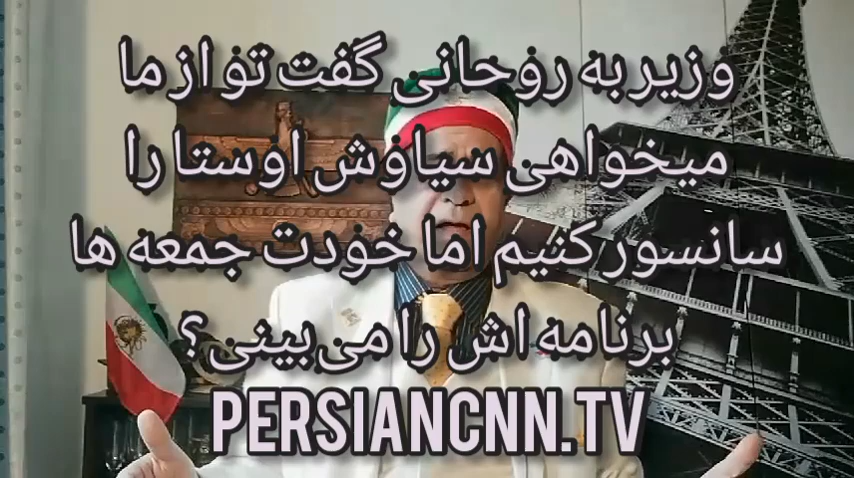 وزیر به روحانی گفت تو از ما
میخواهی سیاوش اوستا را
سانسور کنیم اما خودت جمعه ها
برنامه اش را می بینی؟
PERSIANCNN.TV